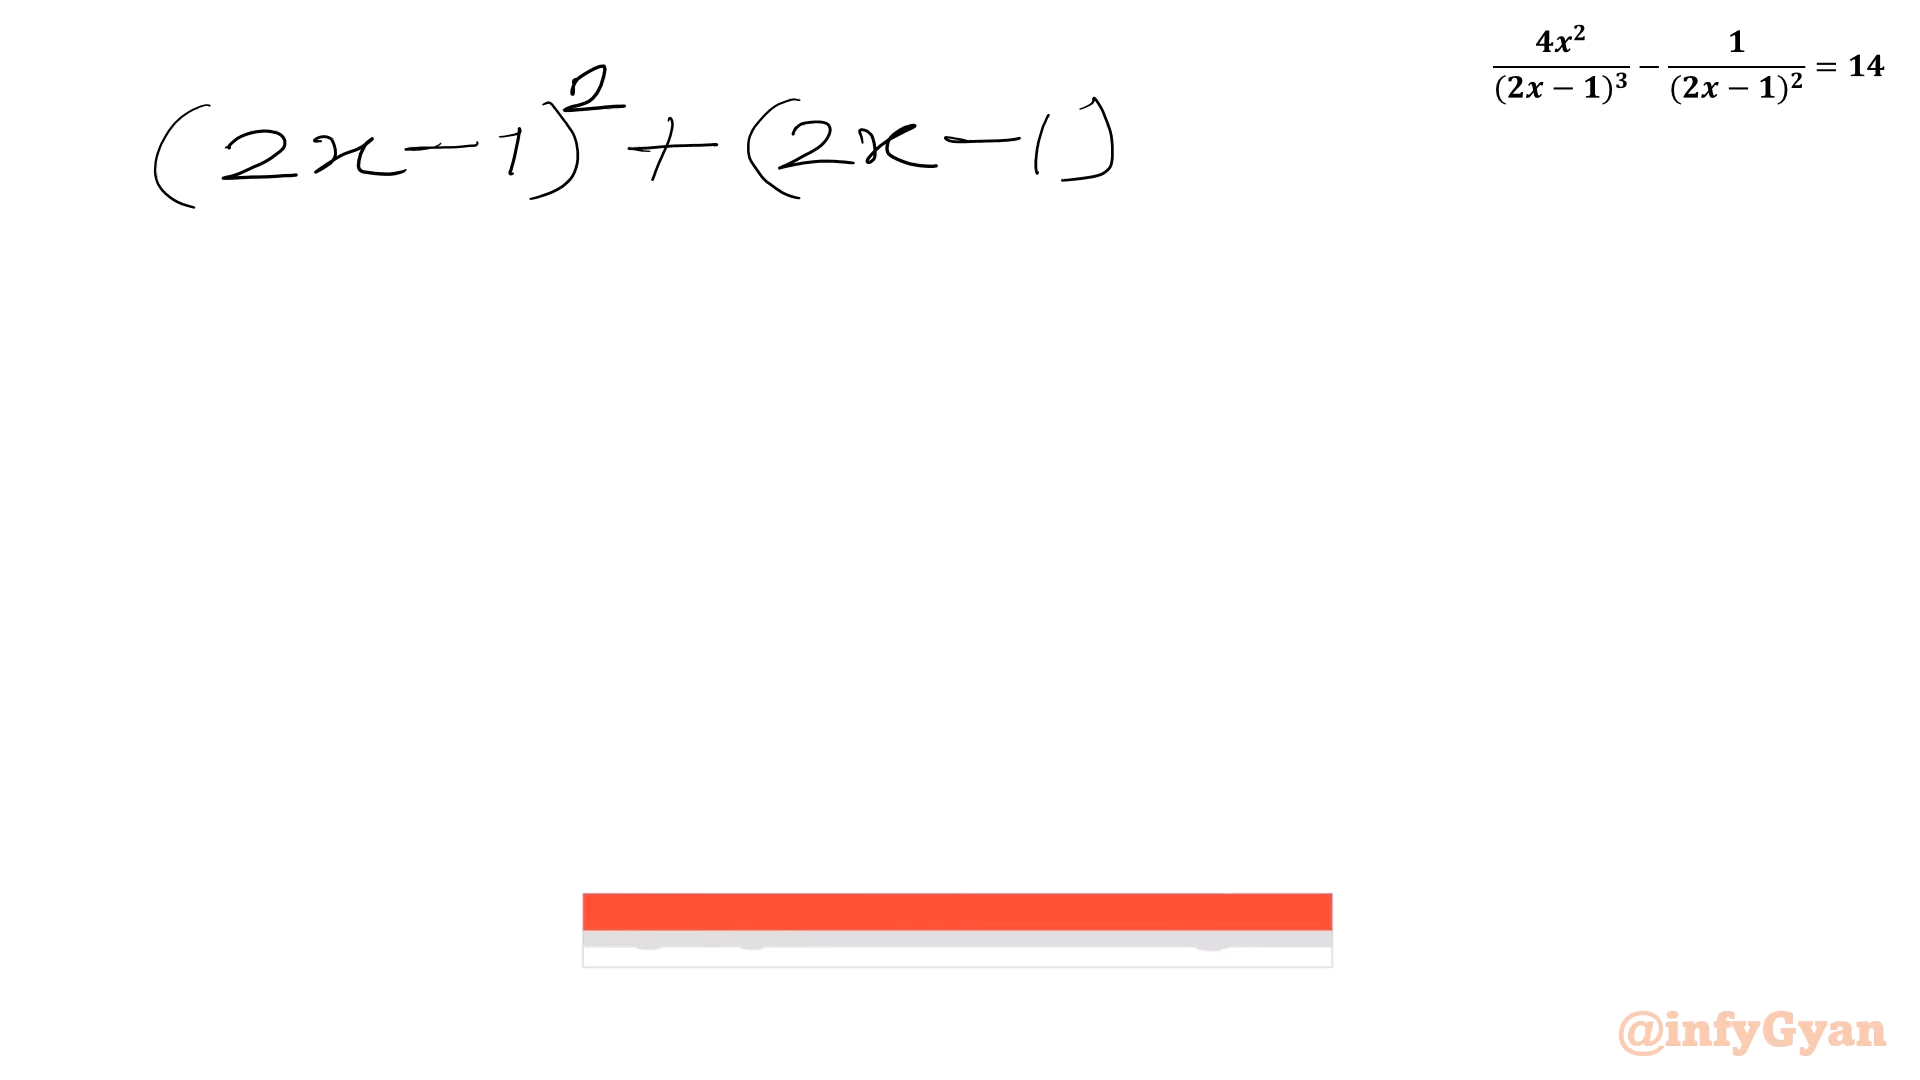 (2x-1)² + (2x-1)
4x²/(2x − 1)³ − 1/(2x − 1)² = 14
@infyGyan